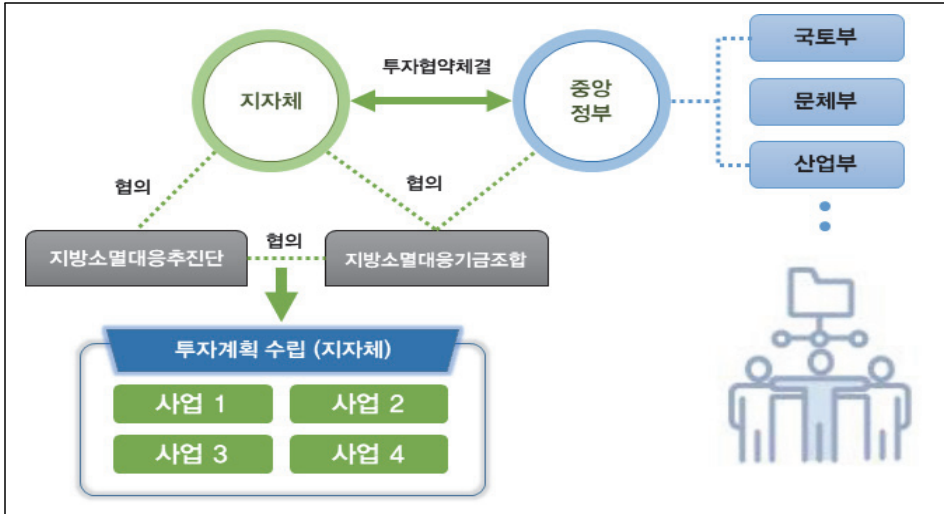 투자협약체결
지자체
중앙
정부
국토부
문체부
산업부
협의
협의
지방소멸대응추진단
협의
지방소멸대응기금조합
투자계획 수립 (지자체)
사업 1
사업 2
사업 3
사업 4